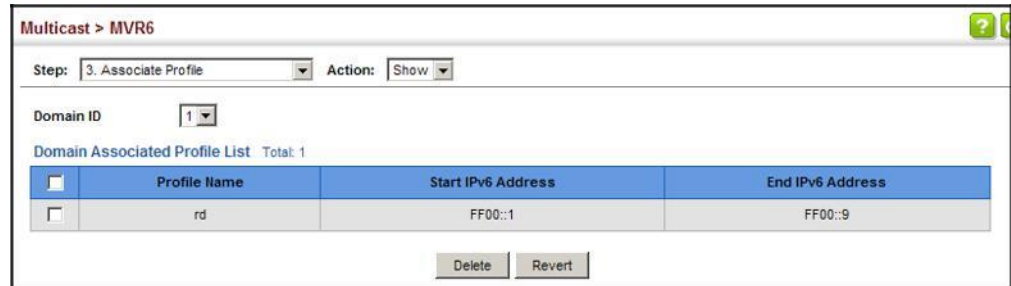 Multicast > MVR6
?
Step: 3. Associate Profile Action: Show
Domain ID 1
Domain Associated Profile List Total: 1
Profile Name Start IPv6 Address End IPv6 Address
rd FF00::1 FF00::9
Delete Revert